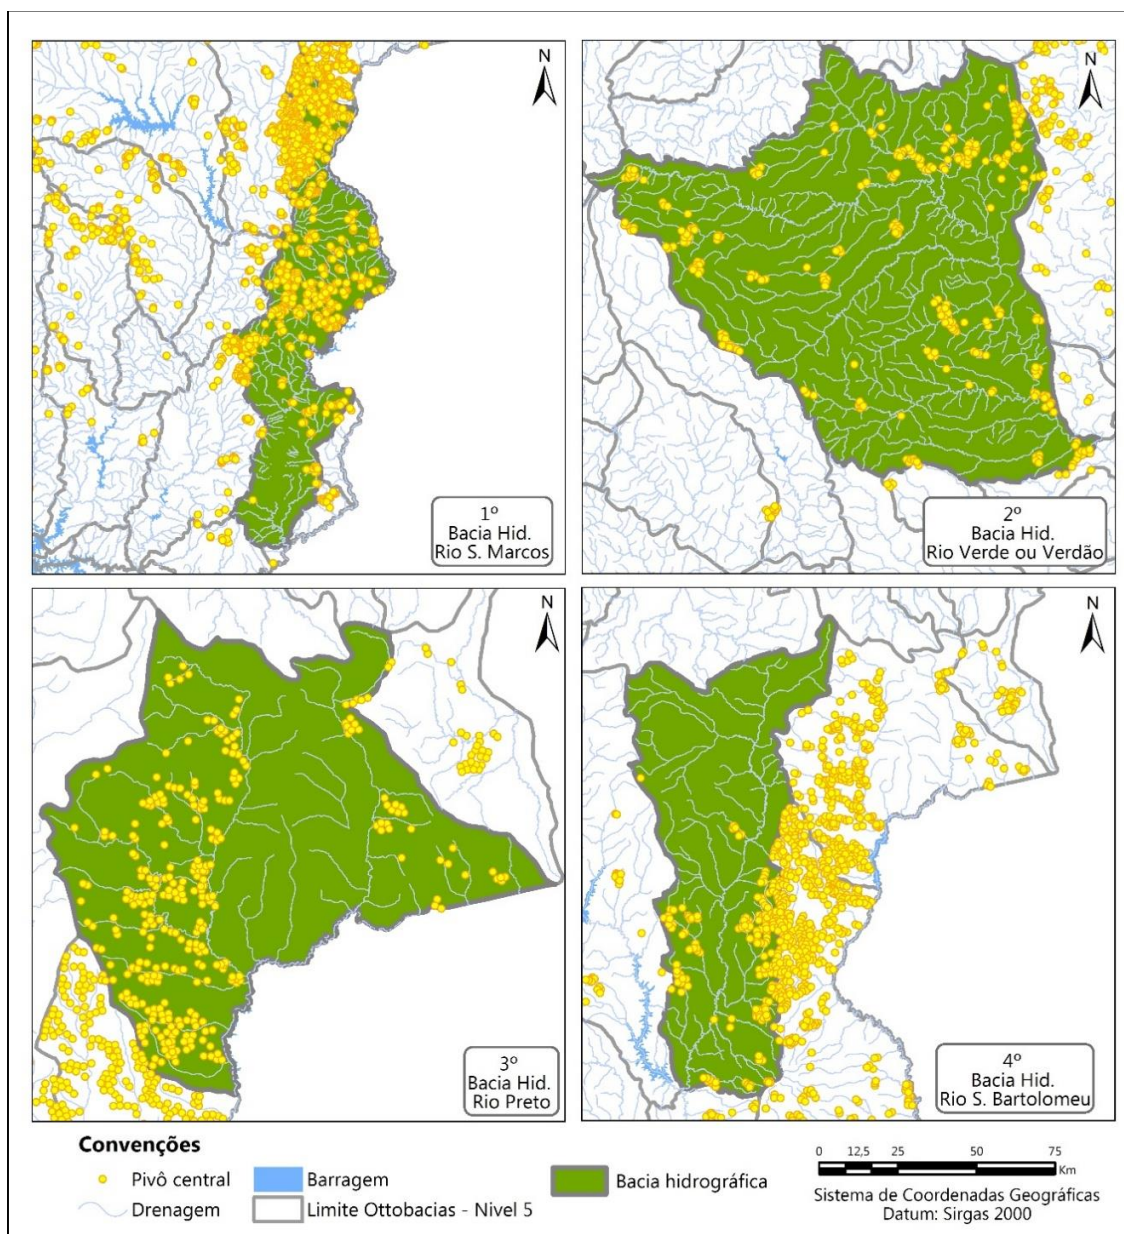 N
1º
Bacia Hid.
Rio S. Marcos
N
2º
Bacia Hid.
Rio Verde ou Verdão
N
3º
Bacia Hid.
Rio Preto
N
4º
Bacia Hid.
Rio S. Bartolomeu
Convenções
Pivô central
Barragem
Bacia hidrográfica
Drenagem
Limite Ottobacias - Nivel 5
0 12,5 25 50 75
Km
Sistema de Coordenadas Geográficas
Datum: Sirgas 2000